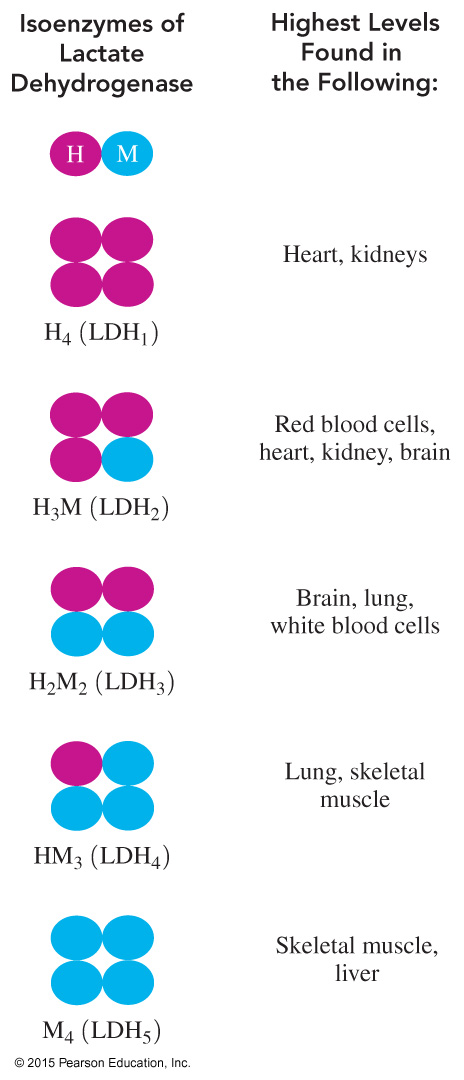 Isoenzymes of
Lactate
Dehydrogenase
Highest Levels
Found in
the Following:
H M
Heart, kidneys
H₄ (LDH₁)
Red blood cells,
heart, kidney, brain
H₃M (LDH₂)
Brain, lung,
white blood cells
H₂M₂ (LDH₃)
Lung, skeletal
muscle
HM₃ (LDH₄)
Skeletal muscle,
liver
M₄ (LDH₅)
© 2015 Pearson Education, Inc.